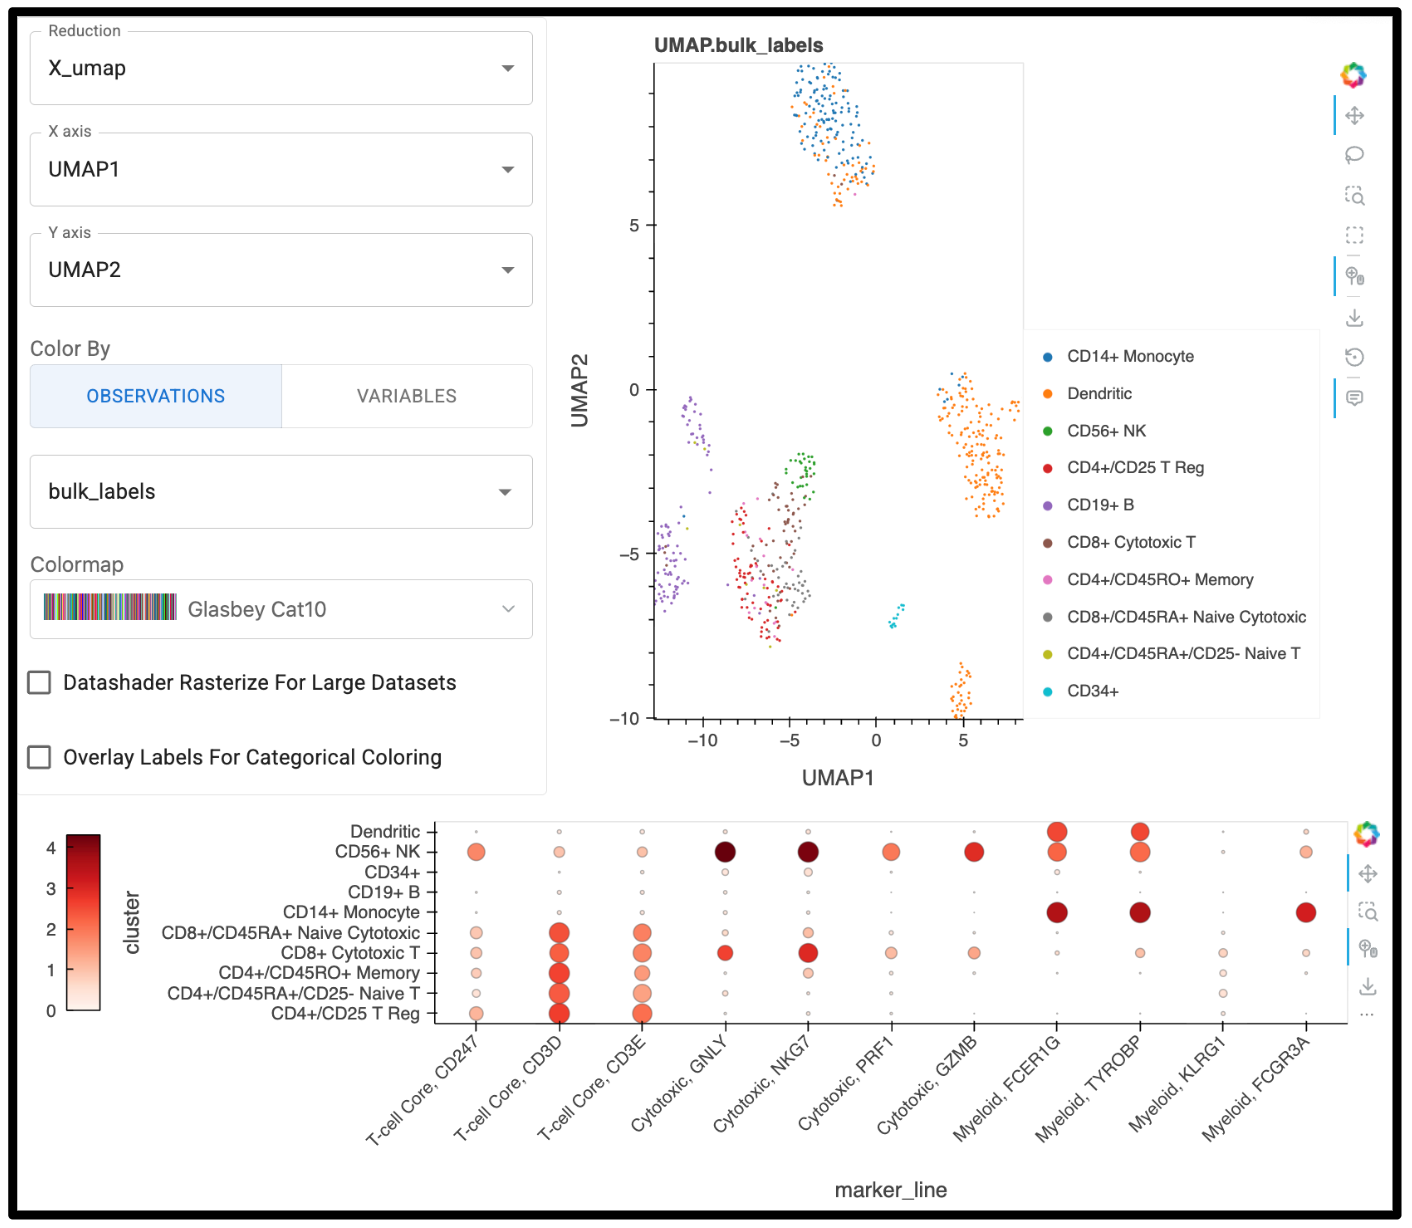 Reduction
X_umap
X axis
UMAP1
Y axis
UMAP2
Color By
OBSERVATIONS VARIABLES
bulk_labels
Colormap
Glasbey Cat10
Datashader Rasterize For Large Datasets
Overlay Labels For Categorical Coloring
UMAP.bulk_labels
UMAP2
5
0
−5
−10
−10 −5 0 5
UMAP1
CD14+ Monocyte
Dendritic
CD56+ NK
CD4+/CD25 T Reg
CD19+ B
CD8+ Cytotoxic T
CD4+/CD45RO+ Memory
CD8+/CD45RA+ Naive Cytotoxic
CD4+/CD45RA+/CD25- Naive T
CD34+
4
3
2
1
0
cluster
Dendritic
CD56+ NK
CD34+
CD19+ B
CD14+ Monocyte
CD8+/CD45RA+ Naive Cytotoxic
CD8+ Cytotoxic T
CD4+/CD45RO+ Memory
CD4+/CD45RA+/CD25- Naive T
CD4+/CD25 T Reg
T-cell Core, CD247
T-cell Core, CD3D
T-cell Core, CD3E
Cytotoxic, GNLY
Cytotoxic, NKG7
Cytotoxic, PRF1
Cytotoxic, GZMB
Myeloid, FCER1G
Myeloid, TYROBP
Myeloid, KLRG1
Myeloid, FCGR3A
marker_line